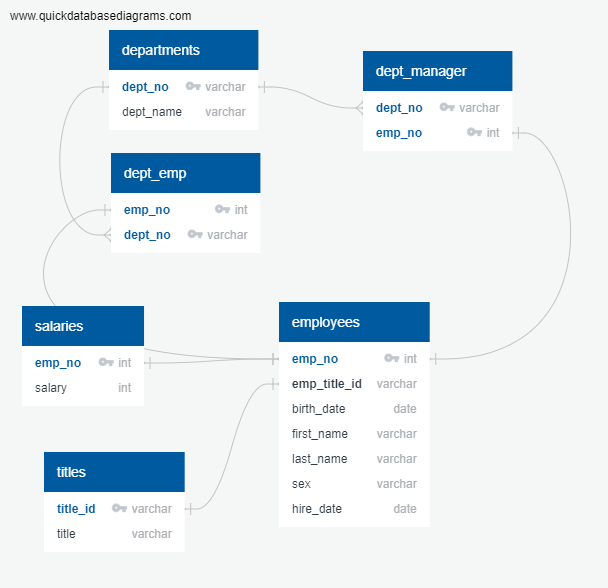 www.quickdatabasediagrams.com
departments
dept_no varchar
dept_name varchar
dept_manager
dept_no varchar
emp_no int
dept_emp
emp_no int
dept_no varchar
salaries
emp_no int
salary int
employees
emp_no int
emp_title_id varchar
birth_date date
first_name varchar
last_name varchar
sex varchar
hire_date date
titles
title_id varchar
title varchar